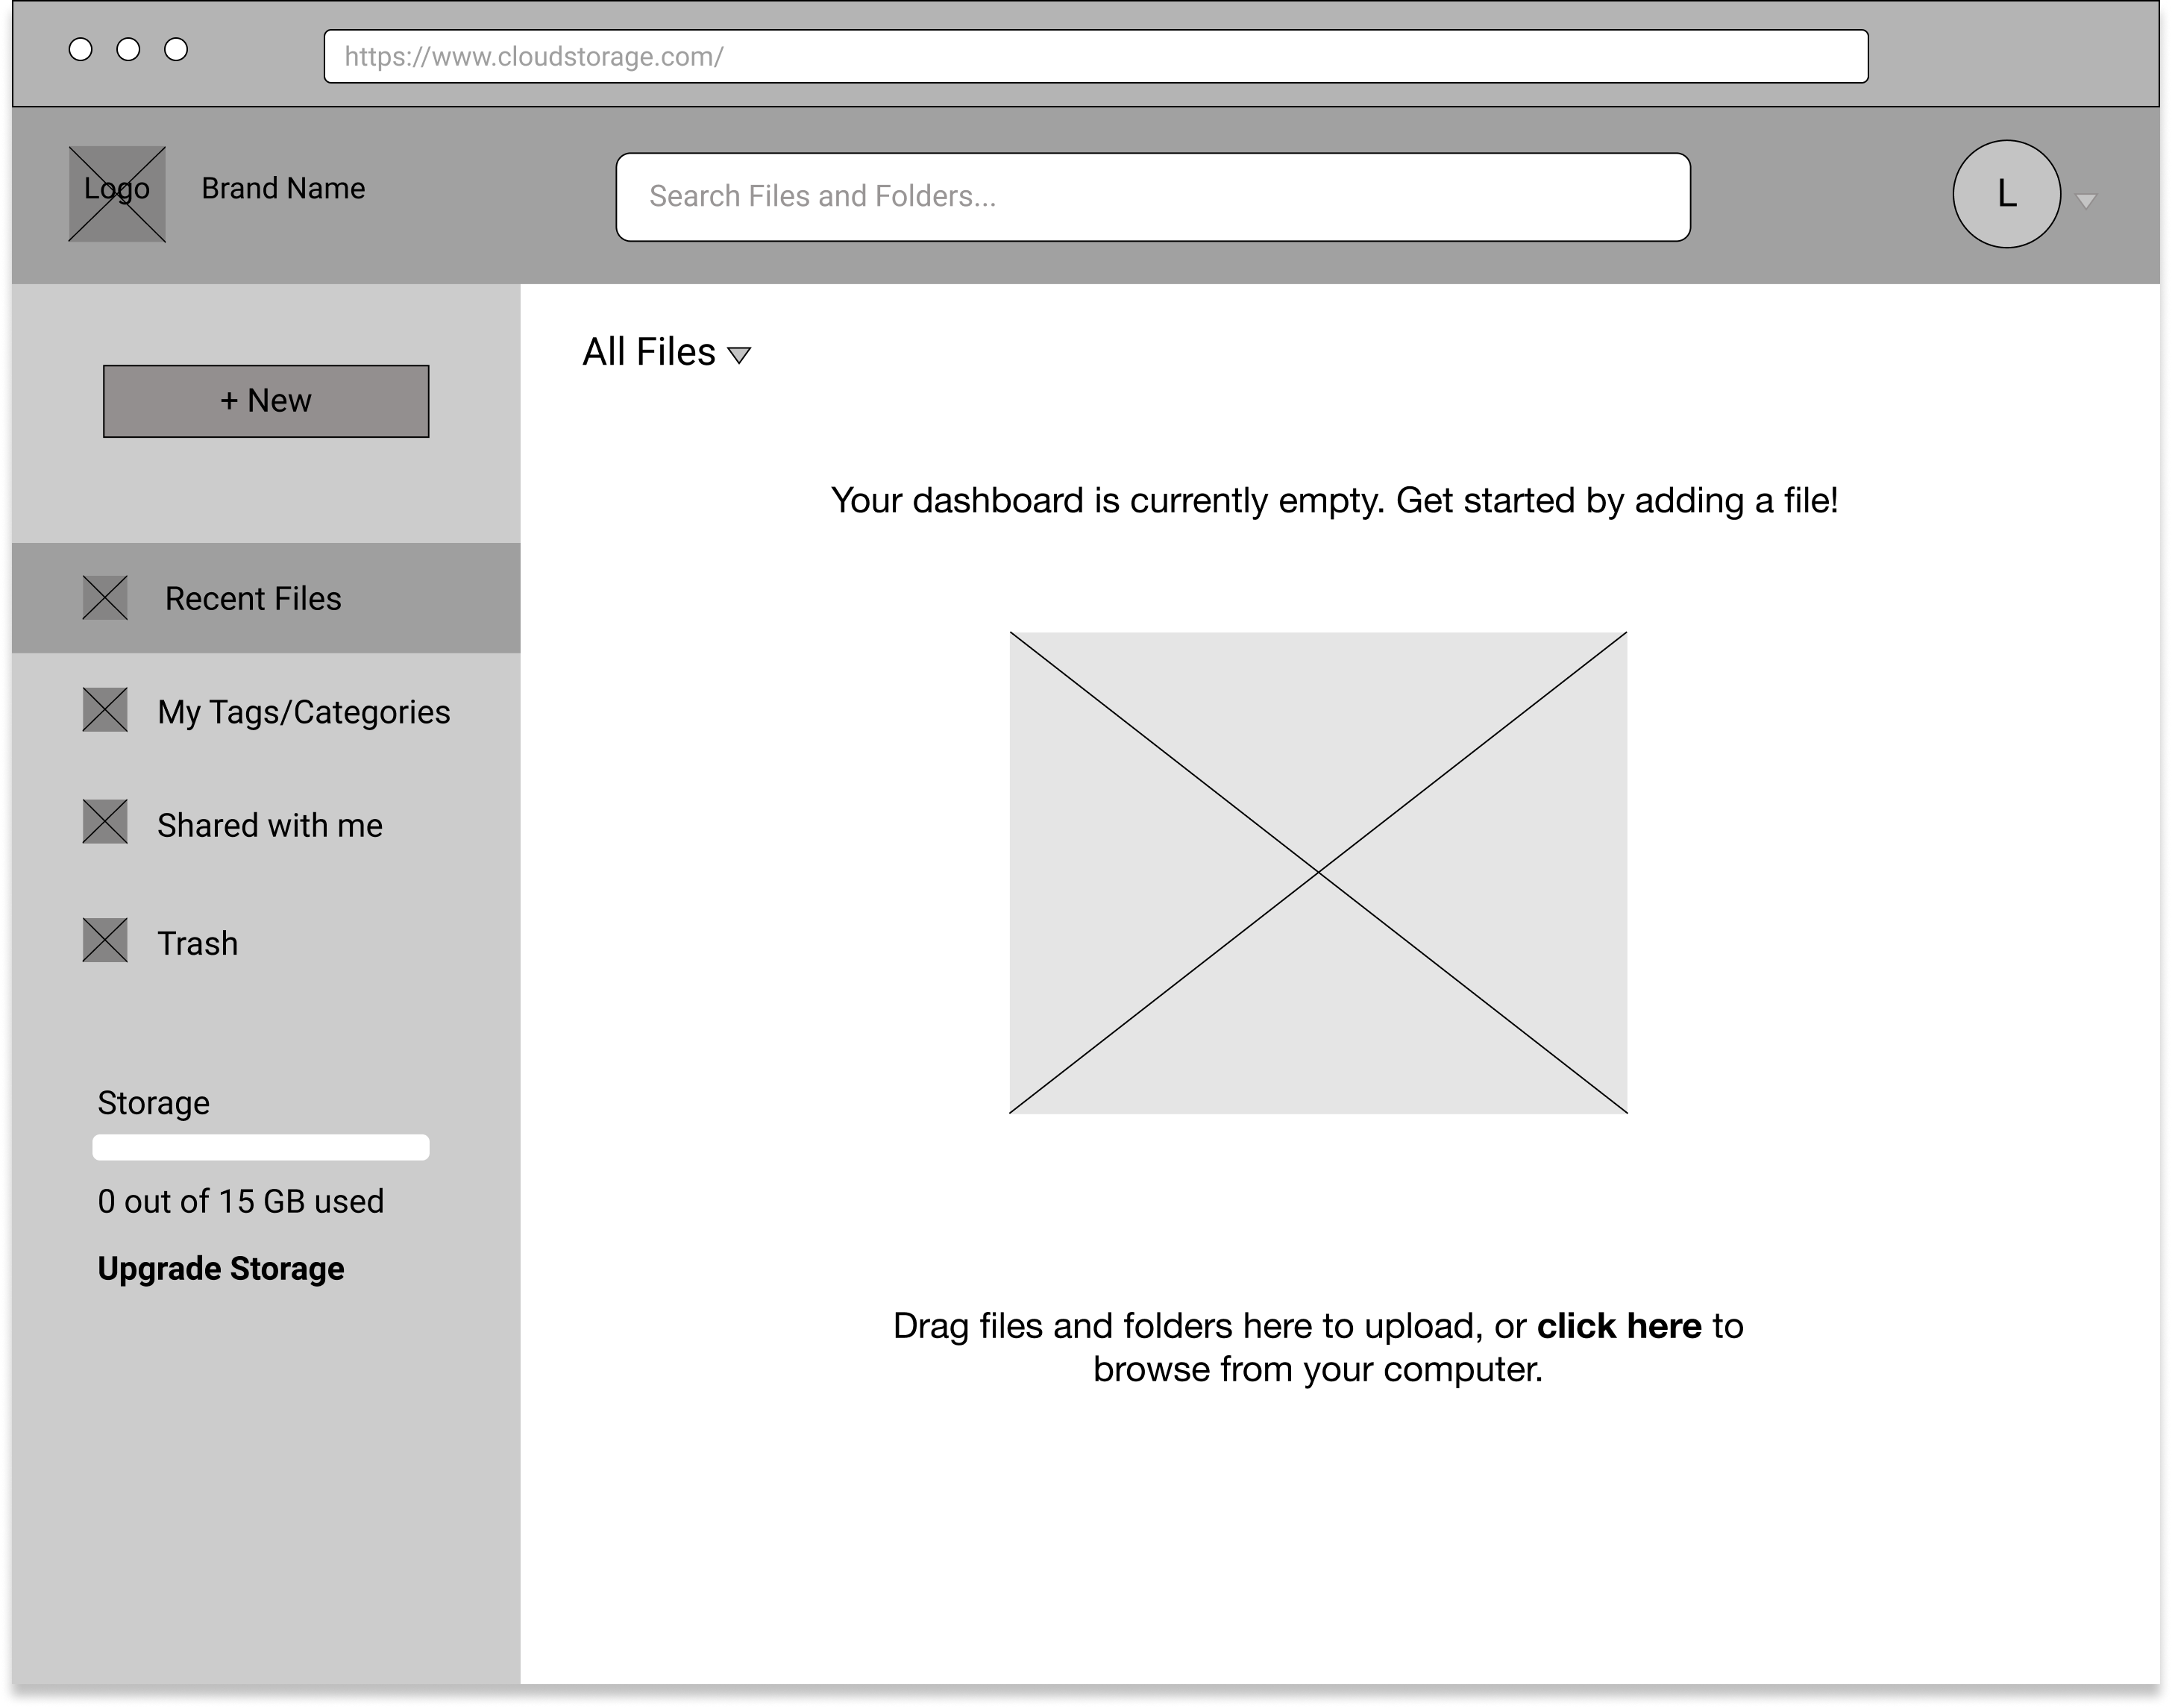 https://www.cloudstorage.com/
Logo
Brand Name
Search Files and Folders...
L
+ New
Recent Files
My Tags/Categories
Shared with me
Trash
Storage
0 out of 15 GB used
Upgrade Storage
All Files
Your dashboard is currently empty. Get started by adding a file!
Drag files and folders here to upload, or click here to
browse from your computer.